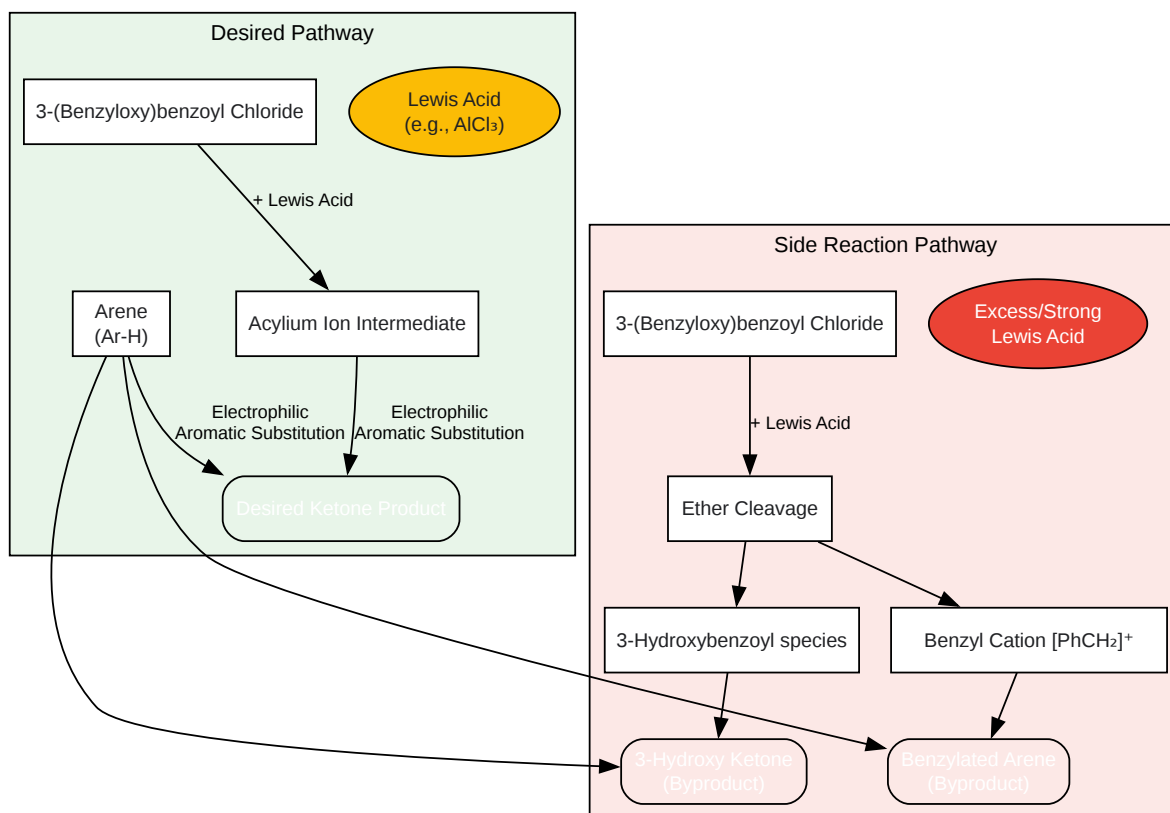 Desired Pathway
3-(Benzyloxy)benzoyl Chloride
Lewis Acid
(e.g., AlCl₃)
+ Lewis Acid
Arene
(Ar-H)
Acylium Ion Intermediate
Electrophilic
Aromatic Substitution
Electrophilic
Aromatic Substitution
Desired Ketone Product
Side Reaction Pathway
3-(Benzyloxy)benzoyl Chloride
Excess/Strong
Lewis Acid
+ Lewis Acid
Ether Cleavage
3-Hydroxybenzoyl species
Benzyl Cation [PhCH₂]⁺
3-Hydroxy Ketone
(Byproduct)
Benzylated Arene
(Byproduct)